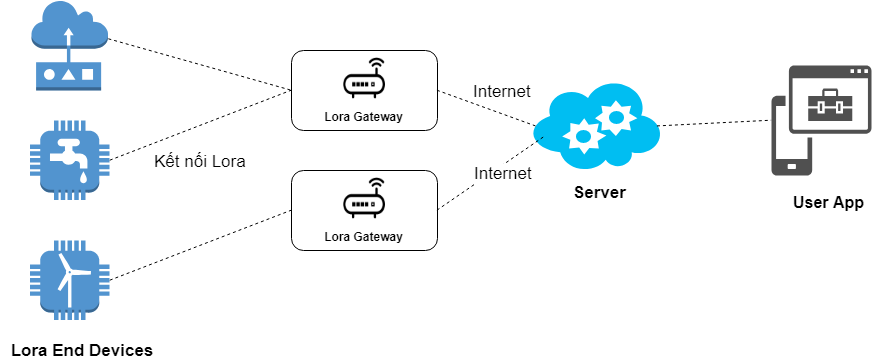 Lora Gateway
Internet
Kết nối Lora
Internet
Server
User App
Lora Gateway
Lora End Devices